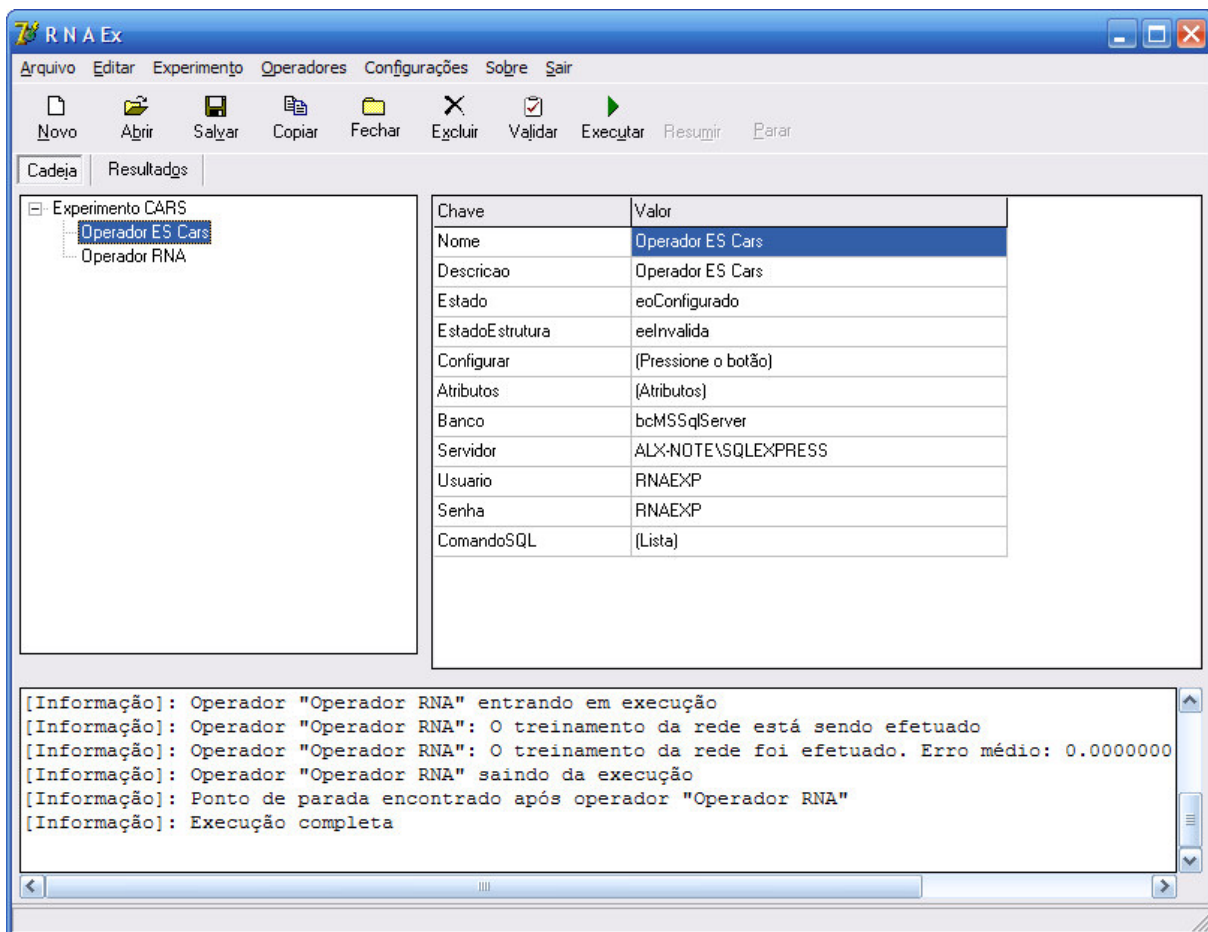 R N A Ex
Arquivo Editar Experimento Operadores Configurações Sobre Sair
Novo Abrir Salvar Copiar Fechar Excluir Validar Executar Resumir Parar
Cadeia Resultados
Experimento CARS
Operador ES Cars
Operador RNA
Chave Valor
Nome Operador ES Cars
Descricao Operador ES Cars
Estado eoConfigurado
EstadoEstrutura eeInvalida
Configurar (Pressione o botão)
Atributos (Atributos)
Banco bcMSSqlServer
Servidor ALX-NOTE\SQLEXPRESS
Usuario RNAEXP
Senha RNAEXP
ComandoSQL (Lista)
[Informação]: Operador "Operador RNA" entrando em execução
[Informação]: Operador "Operador RNA": O treinamento da rede está sendo efetuado
[Informação]: Operador "Operador RNA": O treinamento da rede foi efetuado. Erro médio: 0.0000000
[Informação]: Operador "Operador RNA" saindo da execução
[Informação]: Ponto de parada encontrado após operador "Operador RNA"
[Informação]: Execução completa